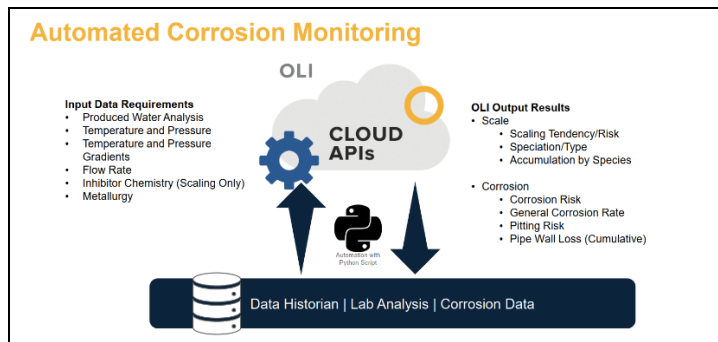 Automated Corrosion Monitoring
OLI
CLOUD
APIs
Input Data Requirements
• Produced Water Analysis
• Temperature and Pressure
• Temperature and Pressure
Gradients
• Flow Rate
• Inhibitor Chemistry (Scaling Only)
• Metallurgy
OLI Output Results
• Scale
• Scaling Tendency/Risk
• Speciation/Type
• Accumulation by Species
• Corrosion
• Corrosion Risk
• General Corrosion Rate
• Pitting Risk
• Pipe Wall Loss (Cumulative)
Automation with
Python Script
Data Historian | Lab Analysis | Corrosion Data